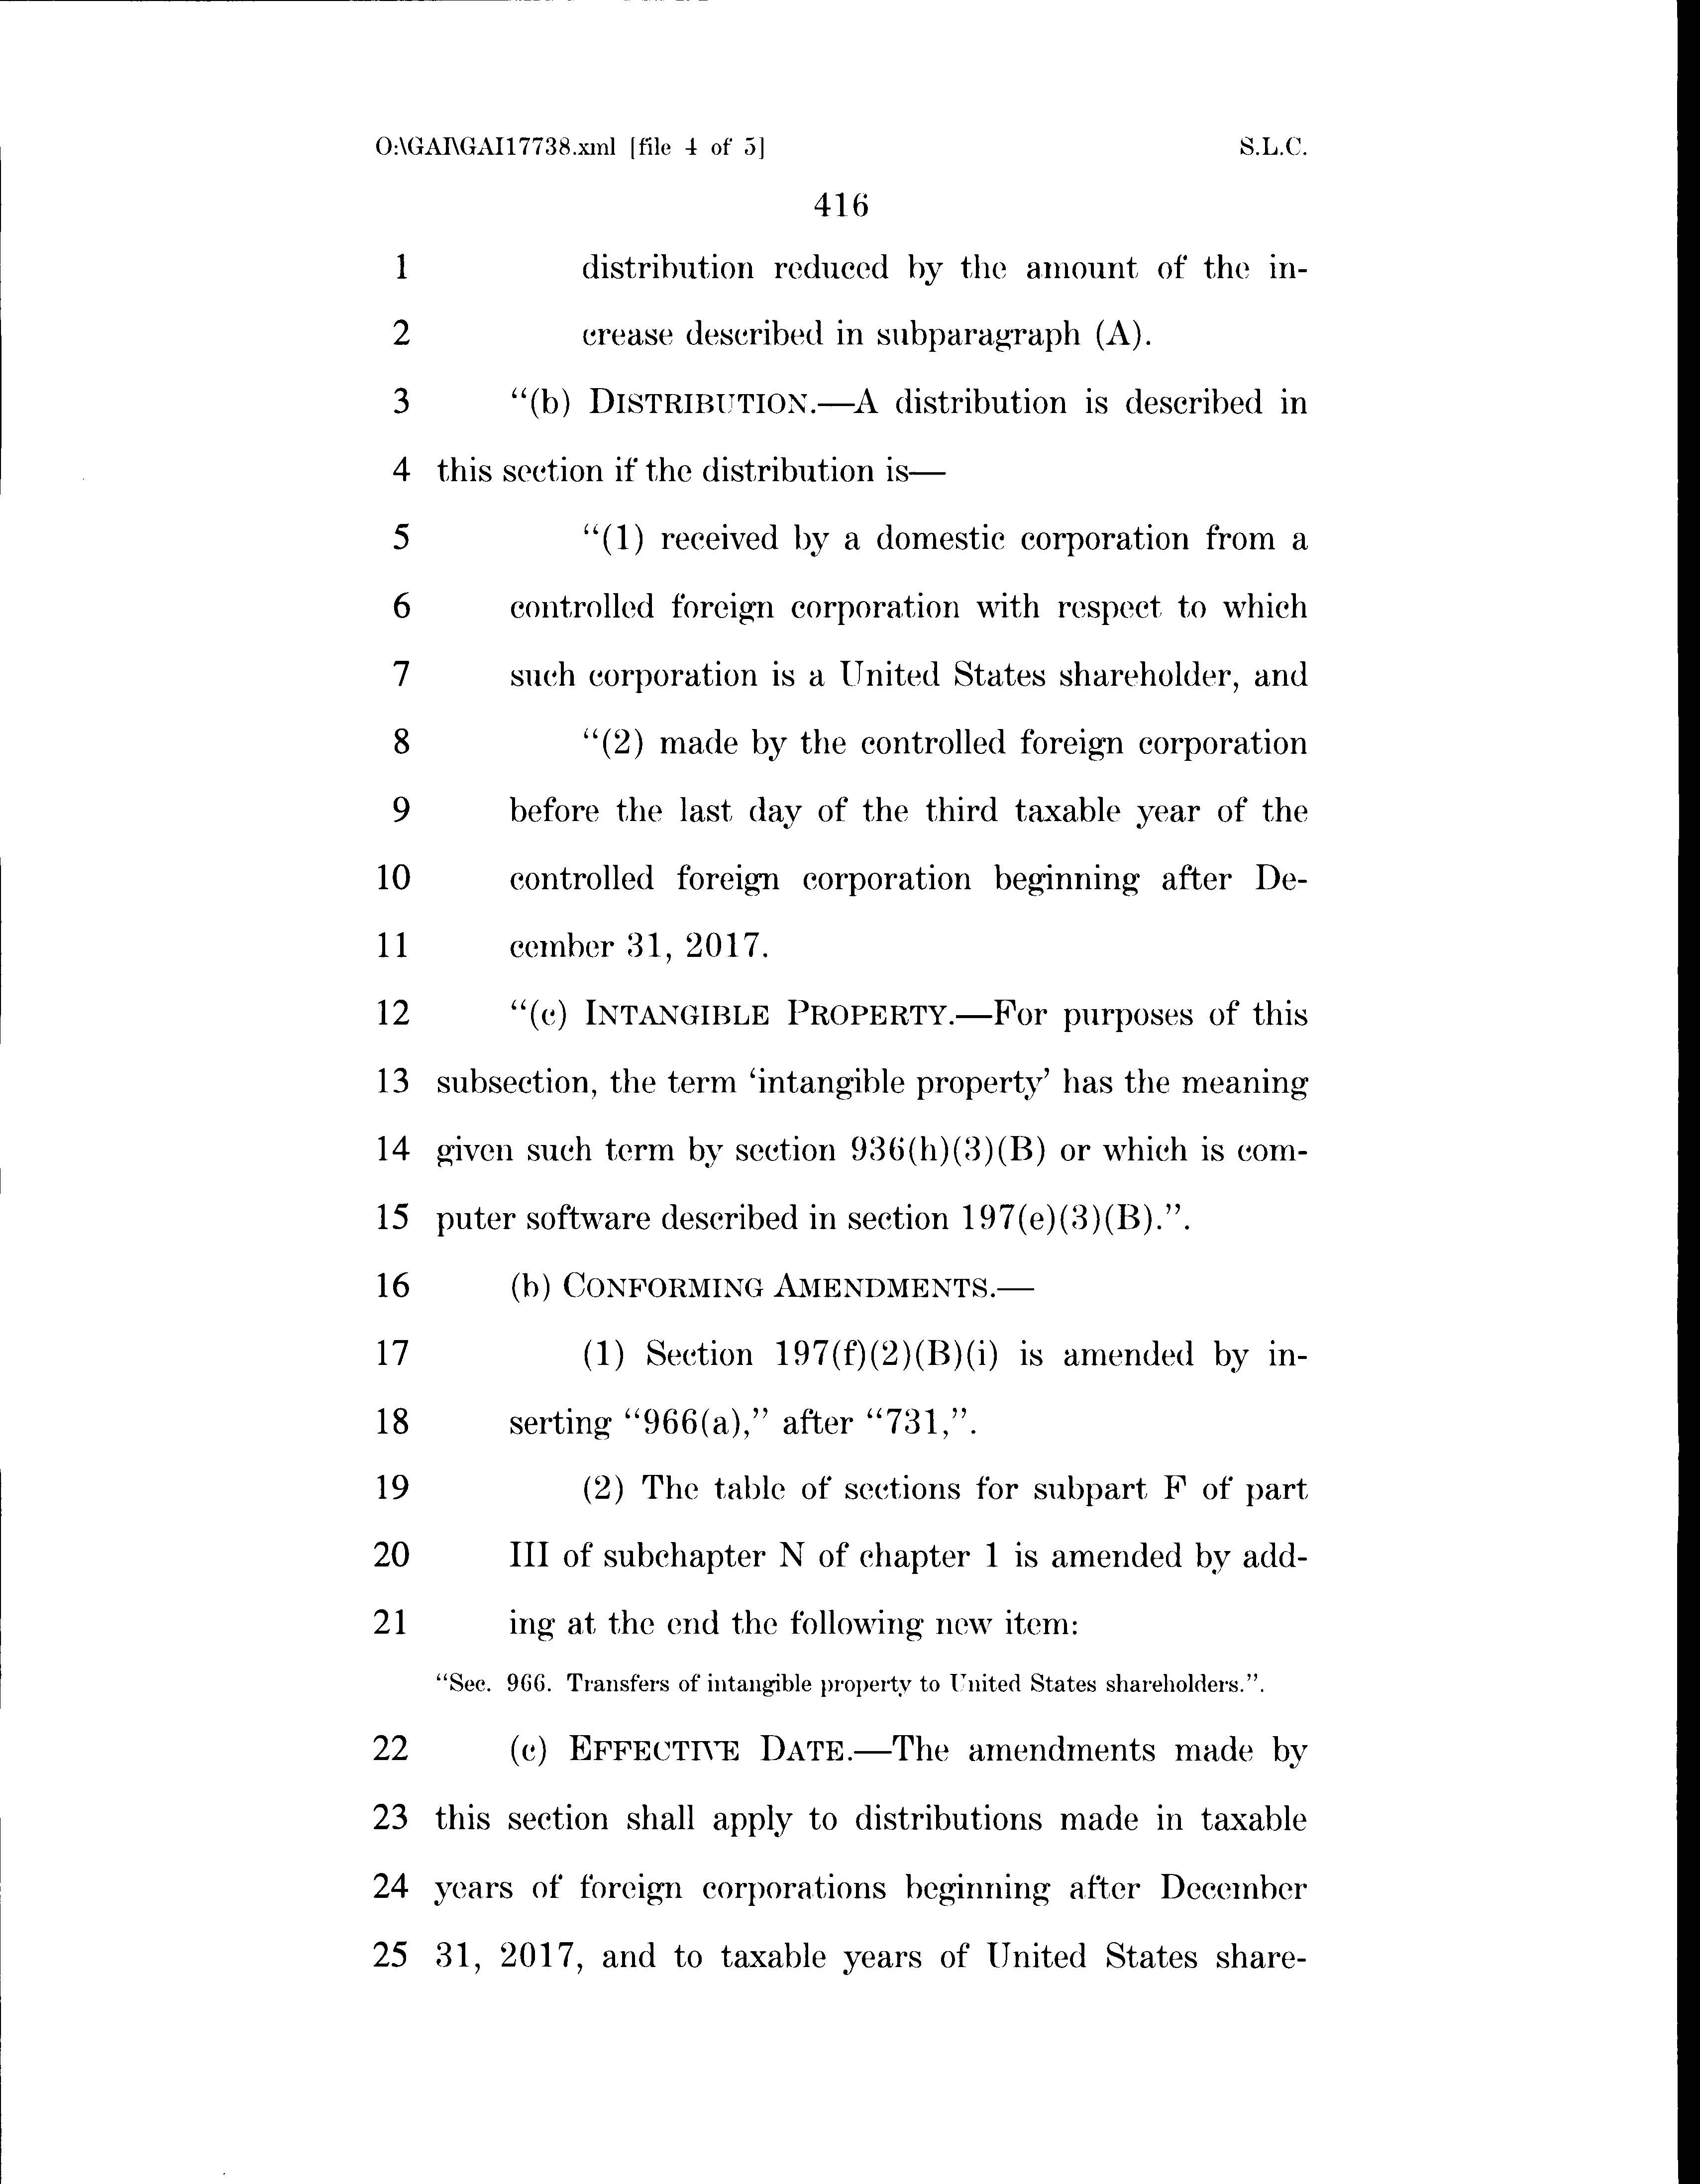 O:\GAI\GAI17738.xml [file 4 of 5] S.L.C.
416
1 distribution reduced by the amount of the in-
2 crease described in subparagraph (A).
3 “(b) DISTRIBUTION.—A distribution is described in
4 this section if the distribution is—
5 “(1) received by a domestic corporation from a
6 controlled foreign corporation with respect to which
7 such corporation is a United States shareholder, and
8 “(2) made by the controlled foreign corporation
9 before the last day of the third taxable year of the
10 controlled foreign corporation beginning after De-
11 cember 31, 2017.
12 “(c) INTANGIBLE PROPERTY.—For purposes of this
13 subsection, the term ‘intangible property’ has the meaning
14 given such term by section 936(h)(3)(B) or which is com-
15 puter software described in section 197(e)(3)(B).”.
16 (b) CONFORMING AMENDMENTS.—
17 (1) Section 197(f)(2)(B)(i) is amended by in-
18 serting “966(a),” after “731,”.
19 (2) The table of sections for subpart F of part
20 III of subchapter N of chapter 1 is amended by add-
21 ing at the end the following new item:
“Sec. 966. Transfers of intangible property to United States shareholders.”.
22 (c) EFFECTIVE DATE.—The amendments made by
23 this section shall apply to distributions made in taxable
24 years of foreign corporations beginning after December
25 31, 2017, and to taxable years of United States share-